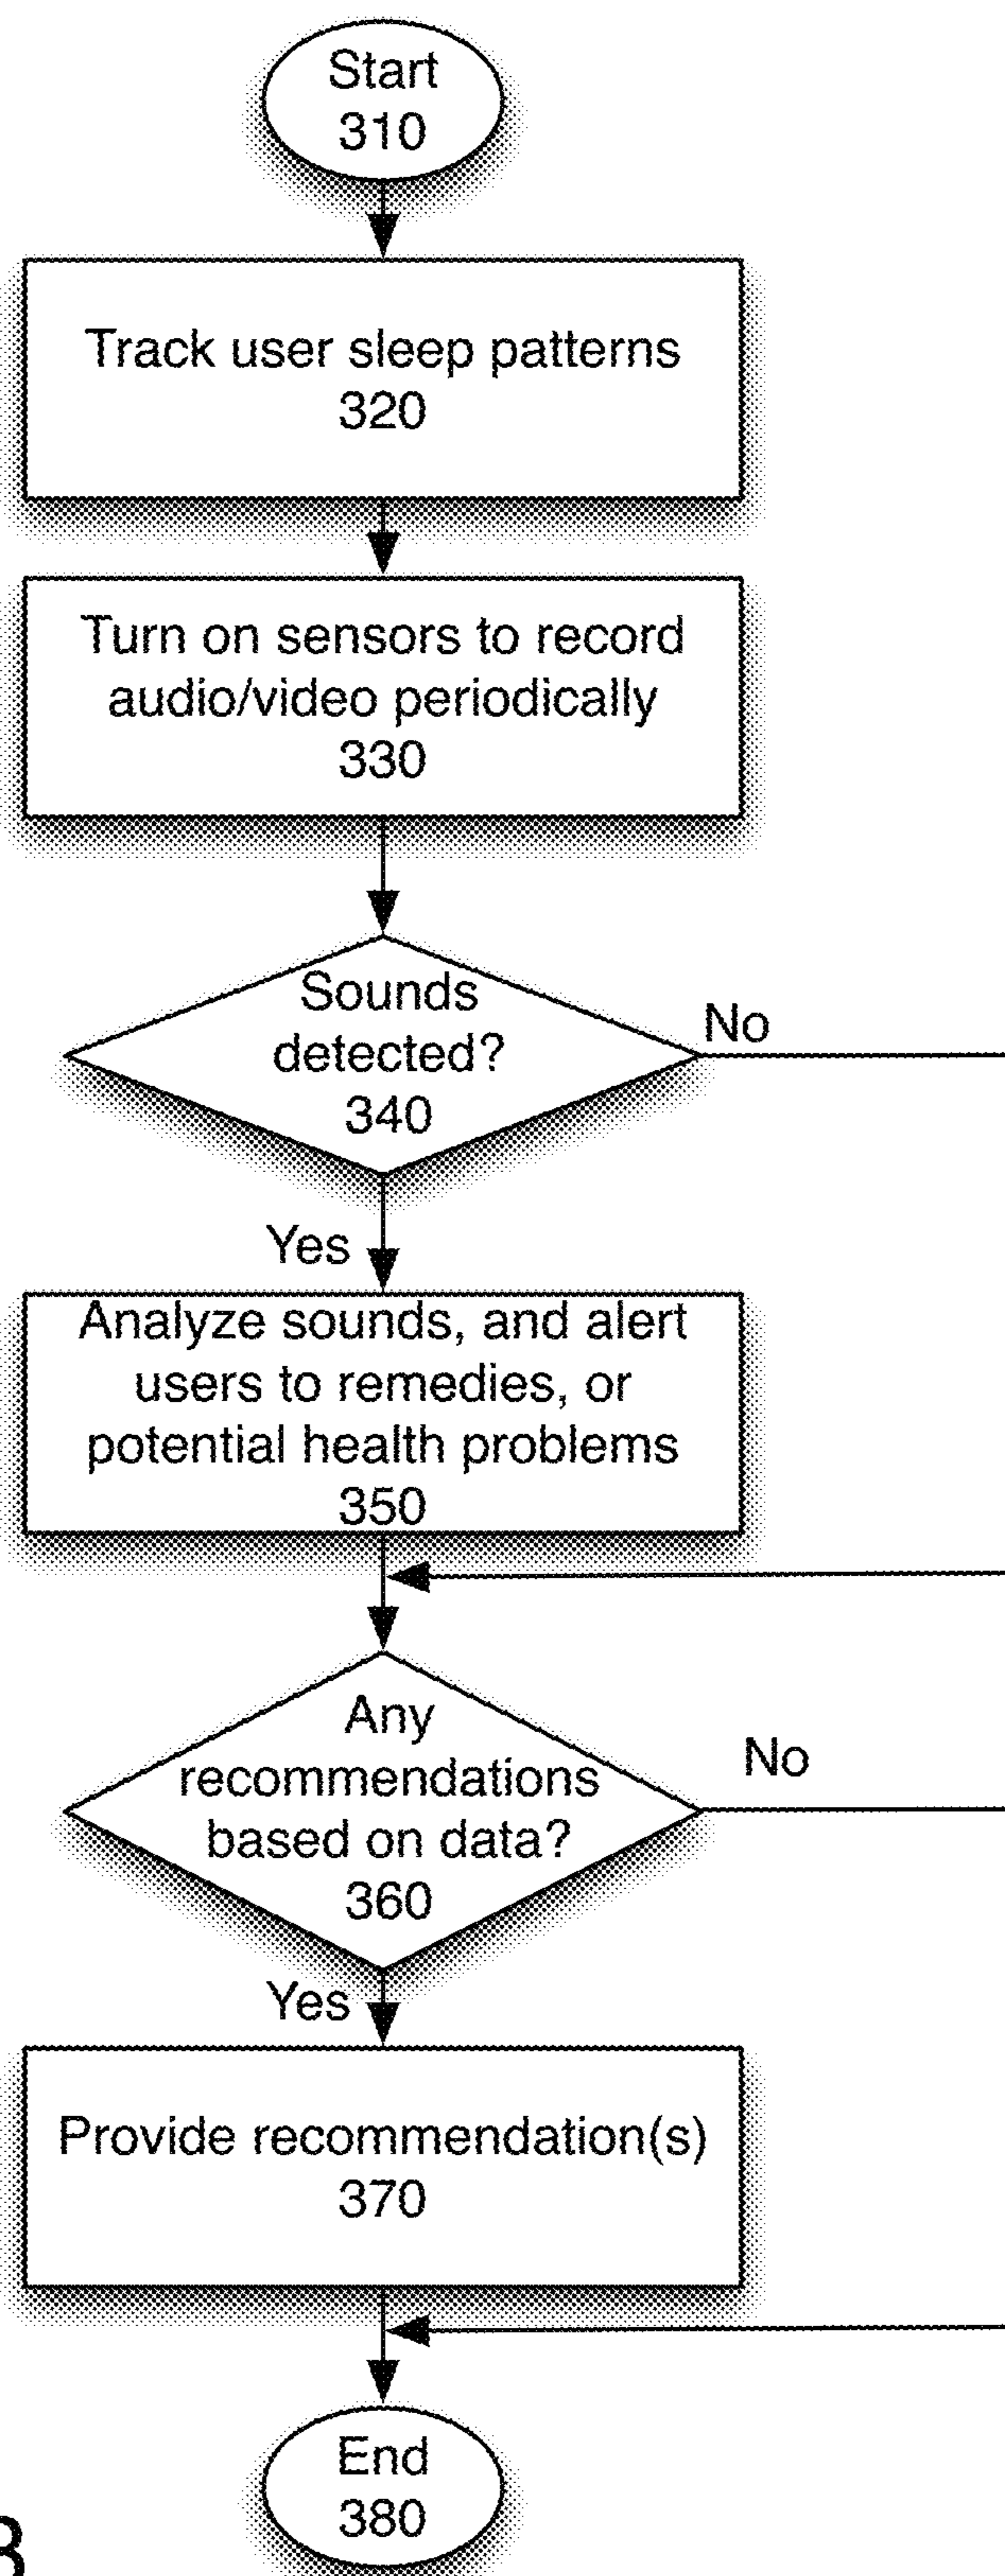 Start
310
Track user sleep patterns
320
Turn on sensors to record
audio/video periodically
330
Sounds
detected?
340
No
Yes
Analyze sounds, and alert
users to remedies, or
potential health problems
350
Any
recommendations
based on data?
360
No
Yes
Provide recommendation(s)
370
End
380